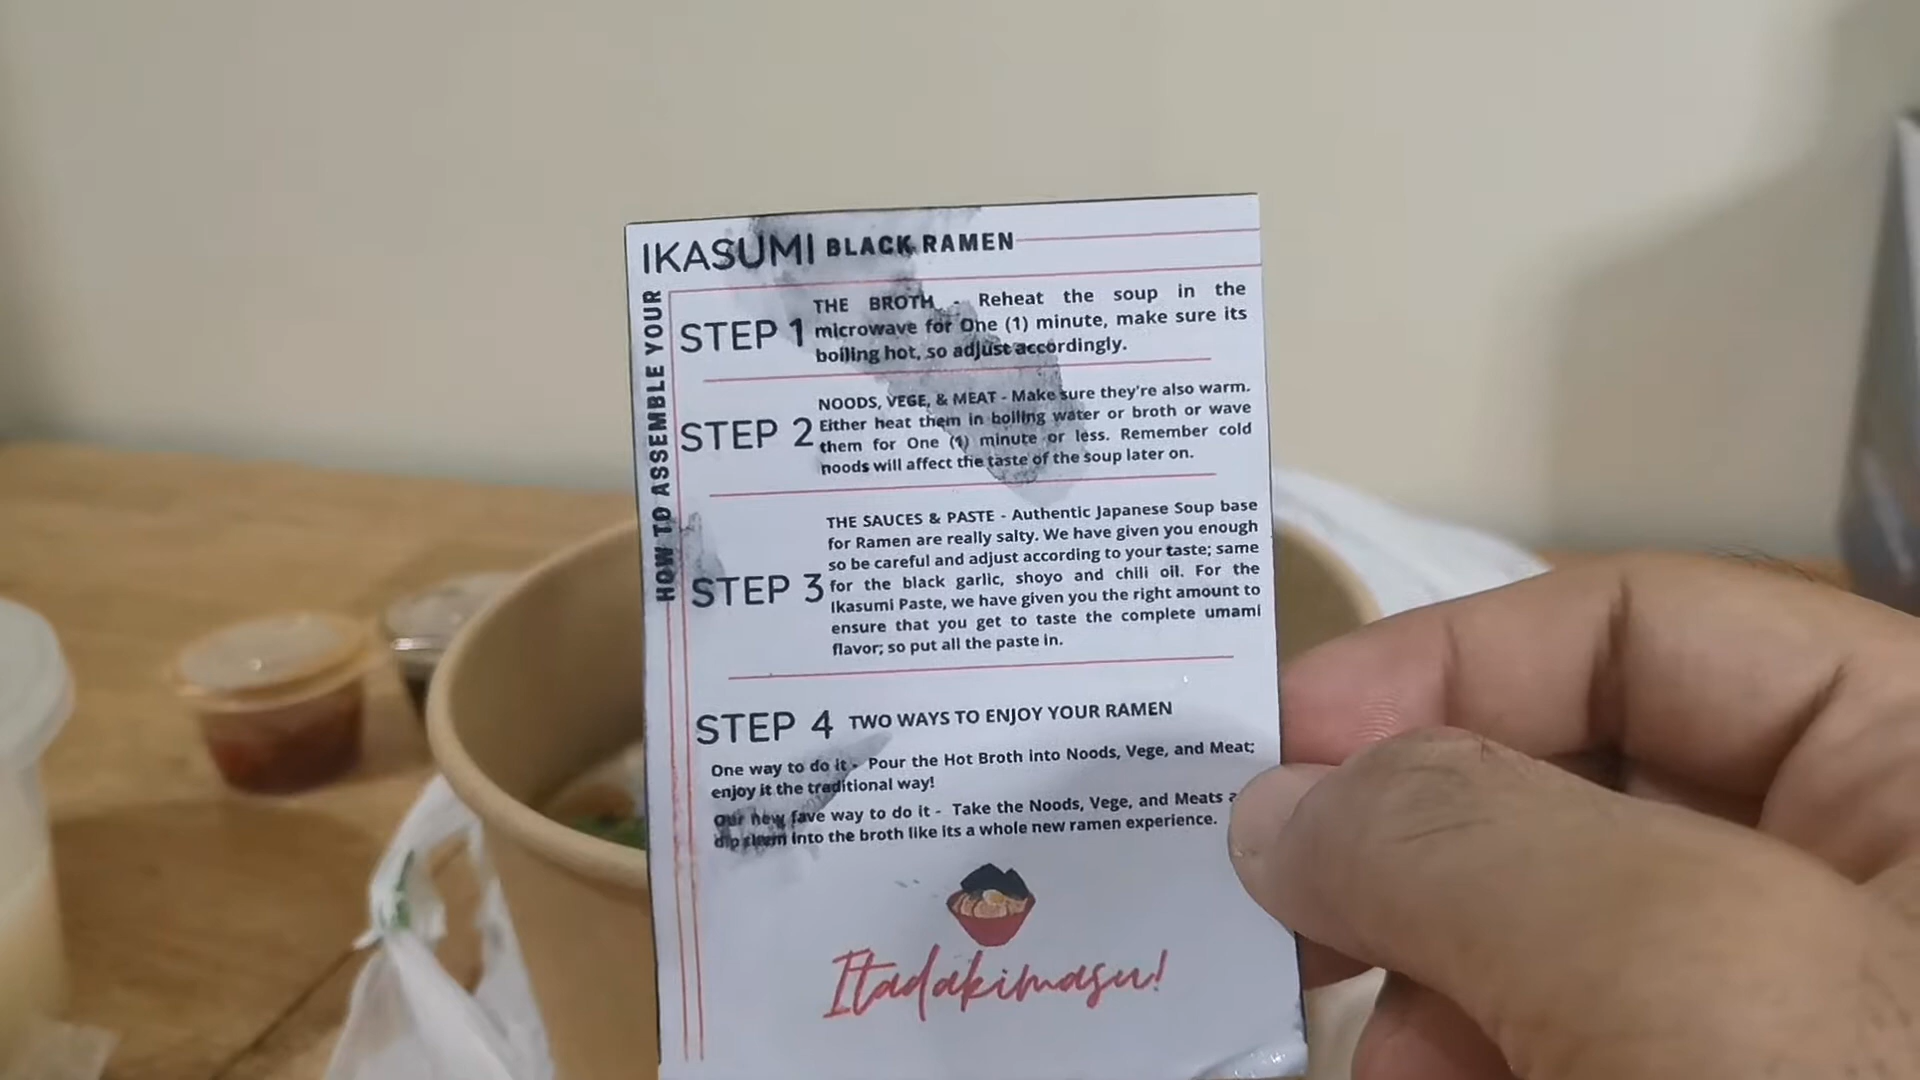 IKASUMI BLACK RAMEN
HOW TO ASSEMBLE YOUR
STEP 1
THE BROTH - Reheat the soup in the
microwave for One (1) minute, make sure its
boiling hot, so adjust accordingly.
STEP 2
NOODS, VEGE, & MEAT - Make sure they're also warm.
Either heat them in boiling water or broth or wave
them for One (1) minute or less. Remember cold
noods will affect the taste of the soup later on.
STEP 3
THE SAUCES & PASTE - Authentic Japanese Soup base
for Ramen are really salty. We have given you enough
so be careful and adjust according to your taste; same
for the black garlic, shoyo and chili oil. For the
Ikasumi Paste, we have given you the right amount to
ensure that you get to taste the complete umami
flavor; so put all the paste in.
STEP 4 TWO WAYS TO ENJOY YOUR RAMEN
One way to do it - Pour the Hot Broth into Noods, Vege, and Meat;
enjoy it the traditional way!
Our new fave way to do it - Take the Noods, Vege, and Meats
dip them into the broth like its a whole new ramen experience.
Itadakimasu!